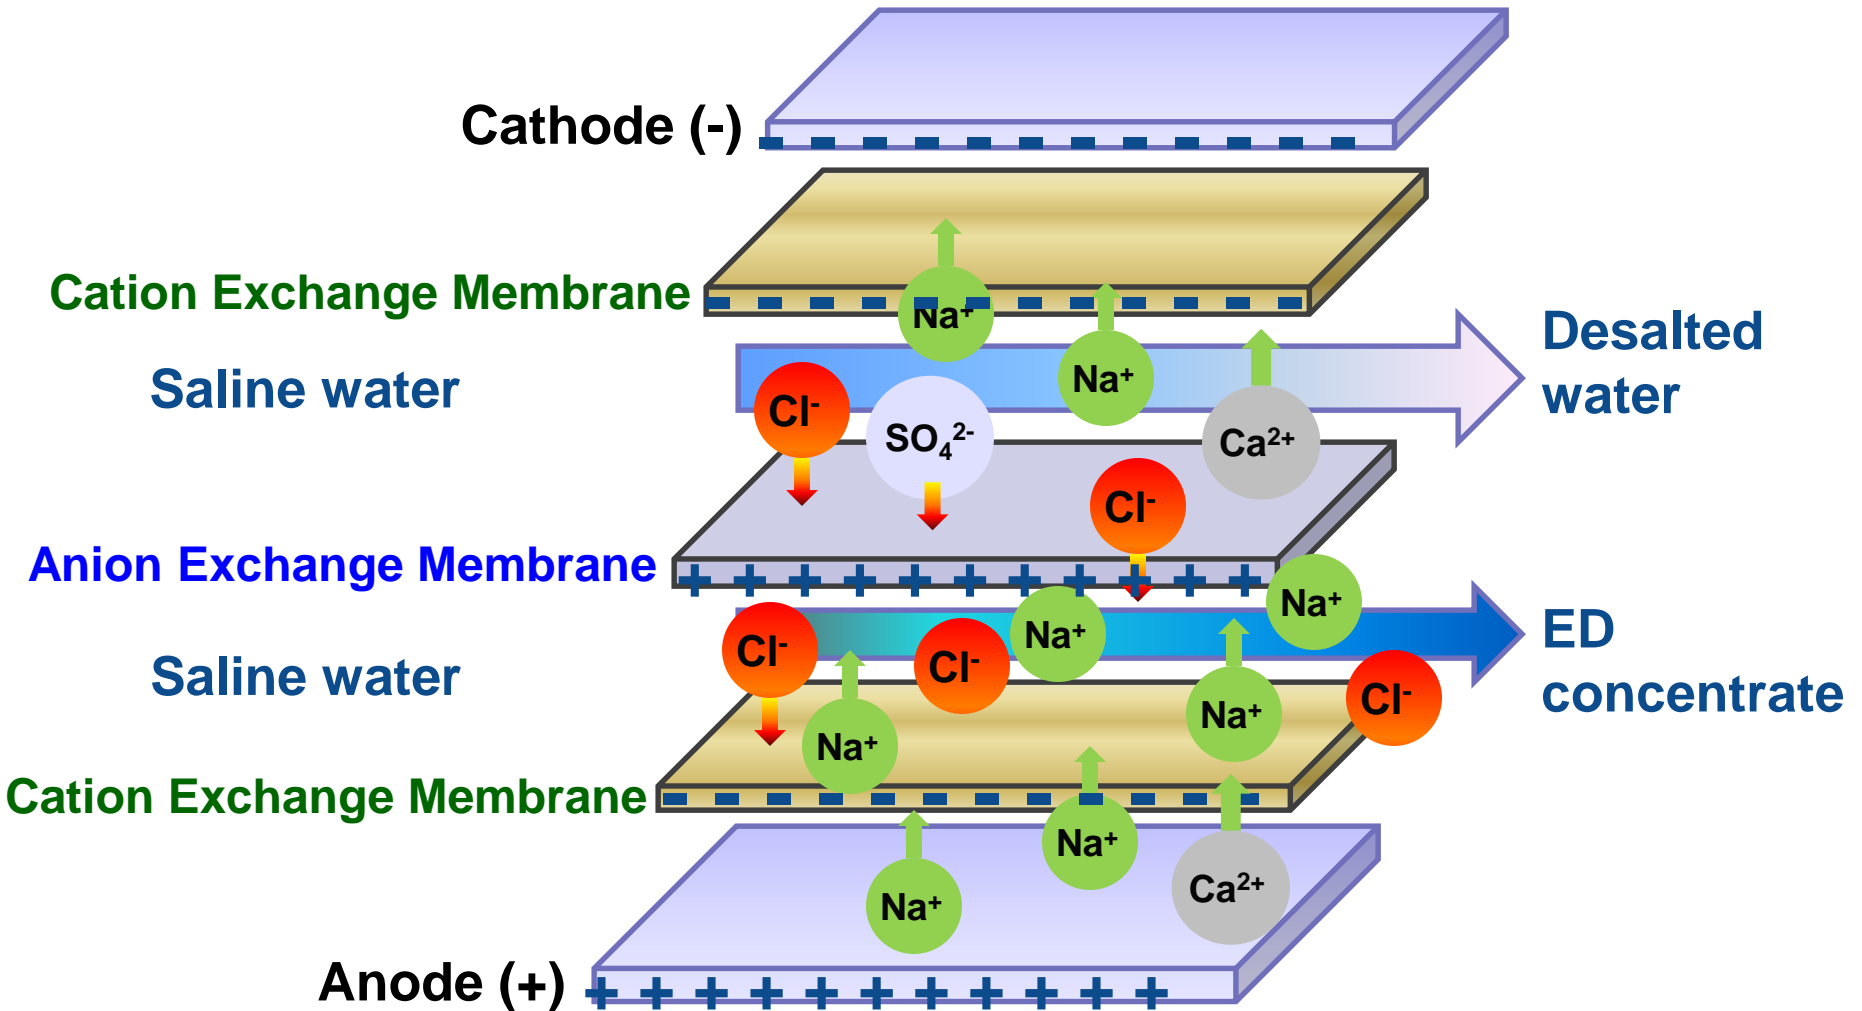 Cathode (-)
Cation Exchange Membrane
Na⁺
Na⁺
Saline water
Cl⁻
SO₄²⁻
Ca²⁺
Desalted
water
Cl⁻
Anion Exchange Membrane
Na⁺
Na⁺
Saline water
Cl⁻
Cl⁻
Na⁺
Cl⁻
ED
concentrate
Na⁺
Cation Exchange Membrane
Na⁺
Na⁺
Ca²⁺
Anode (+)